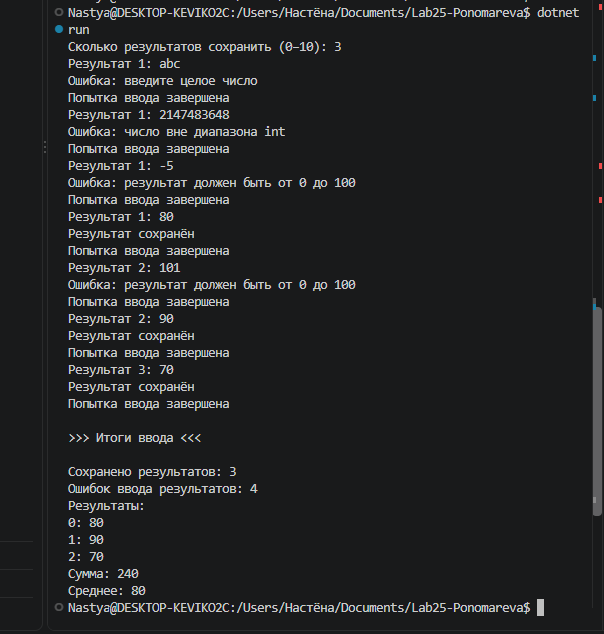 Nastya@DESKTOP-KEVIKO2C:/Users/Настёна/Documents/Lab25-Ponomareva$ dotnet
run
Сколько результатов сохранить (0–10): 3
Результат 1: abc
Ошибка: введите целое число
Попытка ввода завершена
Результат 1: 2147483648
Ошибка: число вне диапазона int
Попытка ввода завершена
Результат 1: -5
Ошибка: результат должен быть от 0 до 100
Попытка ввода завершена
Результат 1: 80
Результат сохранён
Попытка ввода завершена
Результат 2: 101
Ошибка: результат должен быть от 0 до 100
Попытка ввода завершена
Результат 2: 90
Результат сохранён
Попытка ввода завершена
Результат 3: 70
Результат сохранён
Попытка ввода завершена
>>> Итоги ввода <<<
Сохранено результатов: 3
Ошибок ввода результатов: 4
Результаты:
0: 80
1: 90
2: 70
Сумма: 240
Среднее: 80
Nastya@DESKTOP-KEVIKO2C:/Users/Настёна/Documents/Lab25-Ponomareva$